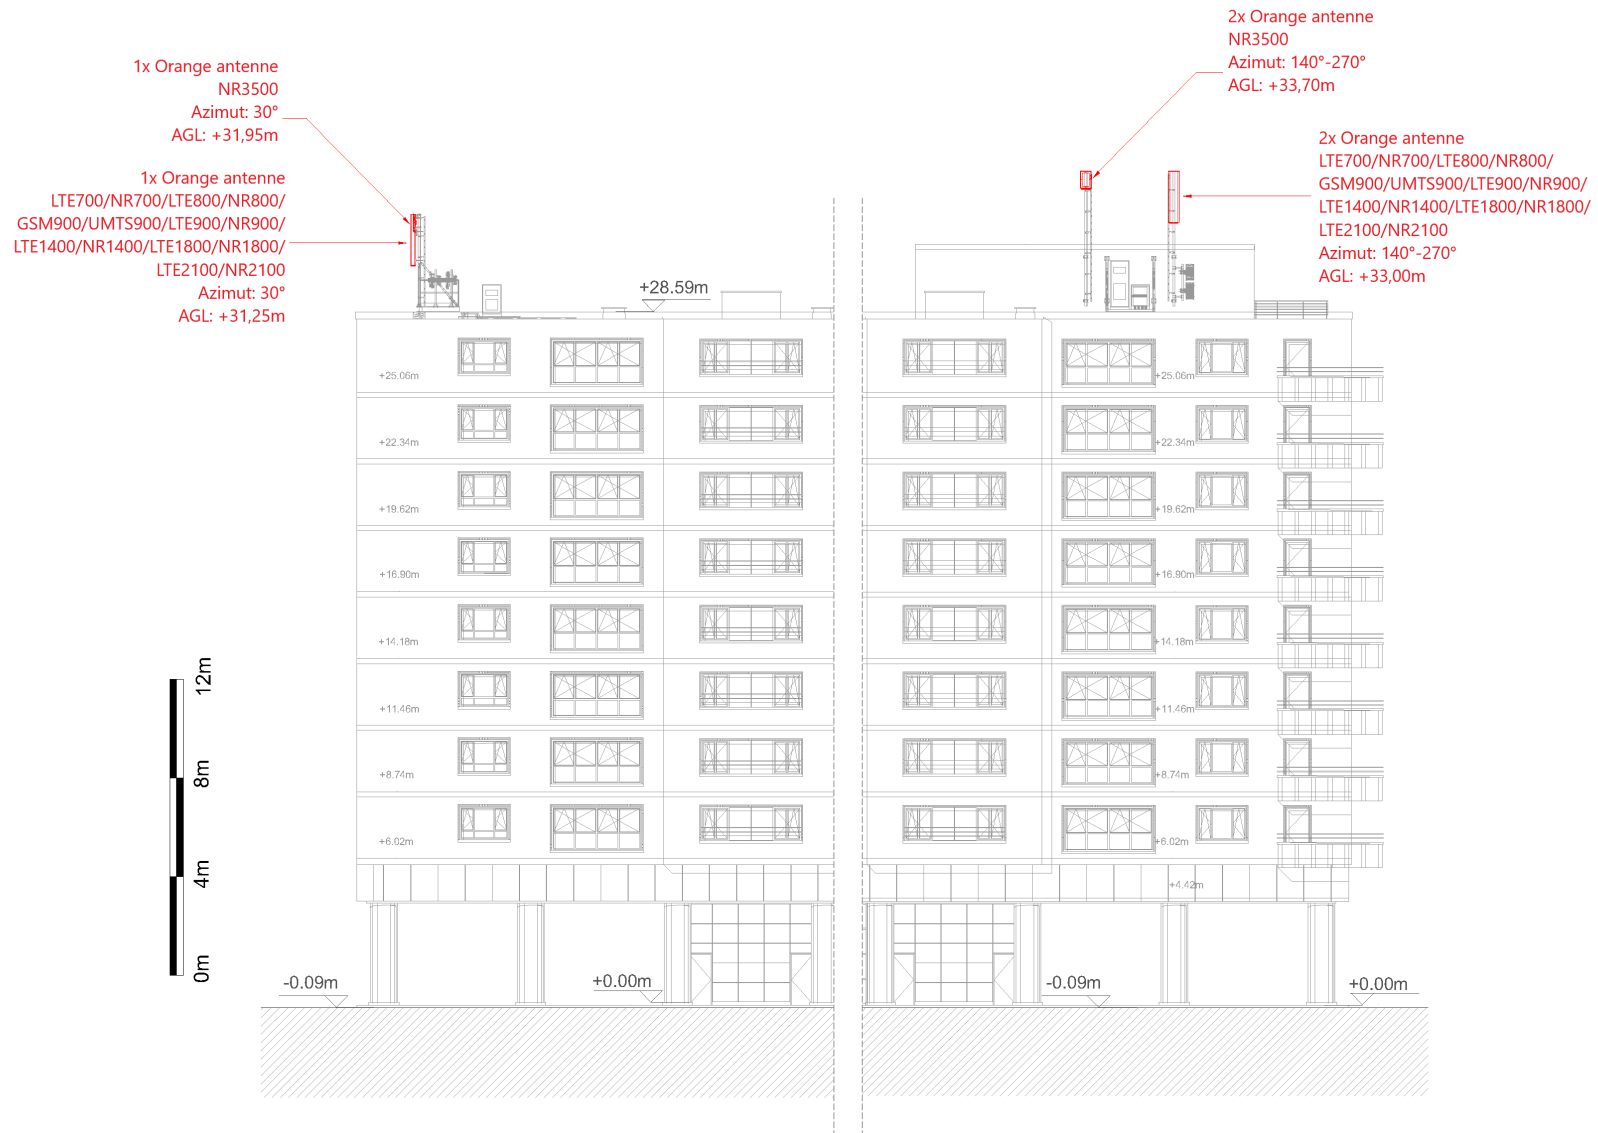 2x Orange antenne
NR3500
Azimut: 140°-270°
AGL: +33,70m
1x Orange antenne
NR3500
Azimut: 30°
AGL: +31,95m
2x Orange antenne
LTE700/NR700/LTE800/NR800/
GSM900/UMTS900/LTE900/NR900/
LTE1400/NR1400/LTE1800/NR1800/
LTE2100/NR2100
Azimut: 140°-270°
AGL: +33,00m
1x Orange antenne
LTE700/NR700/LTE800/NR800/
GSM900/UMTS900/LTE900/NR900/
LTE1400/NR1400/LTE1800/NR1800/
LTE2100/NR2100
Azimut: 30°
AGL: +31,25m
+28.59m
+25.06m
+25.06m
+22.34m
+22.34m
+19.62m
+19.62m
+16.90m
+16.90m
+14.18m
+14.18m
+11.46m
+11.46m
+8.74m
+8.74m
+6.02m
+6.02m
+4.42m
12m
8m
4m
0m
-0.09m
+0.00m
-0.09m
+0.00m